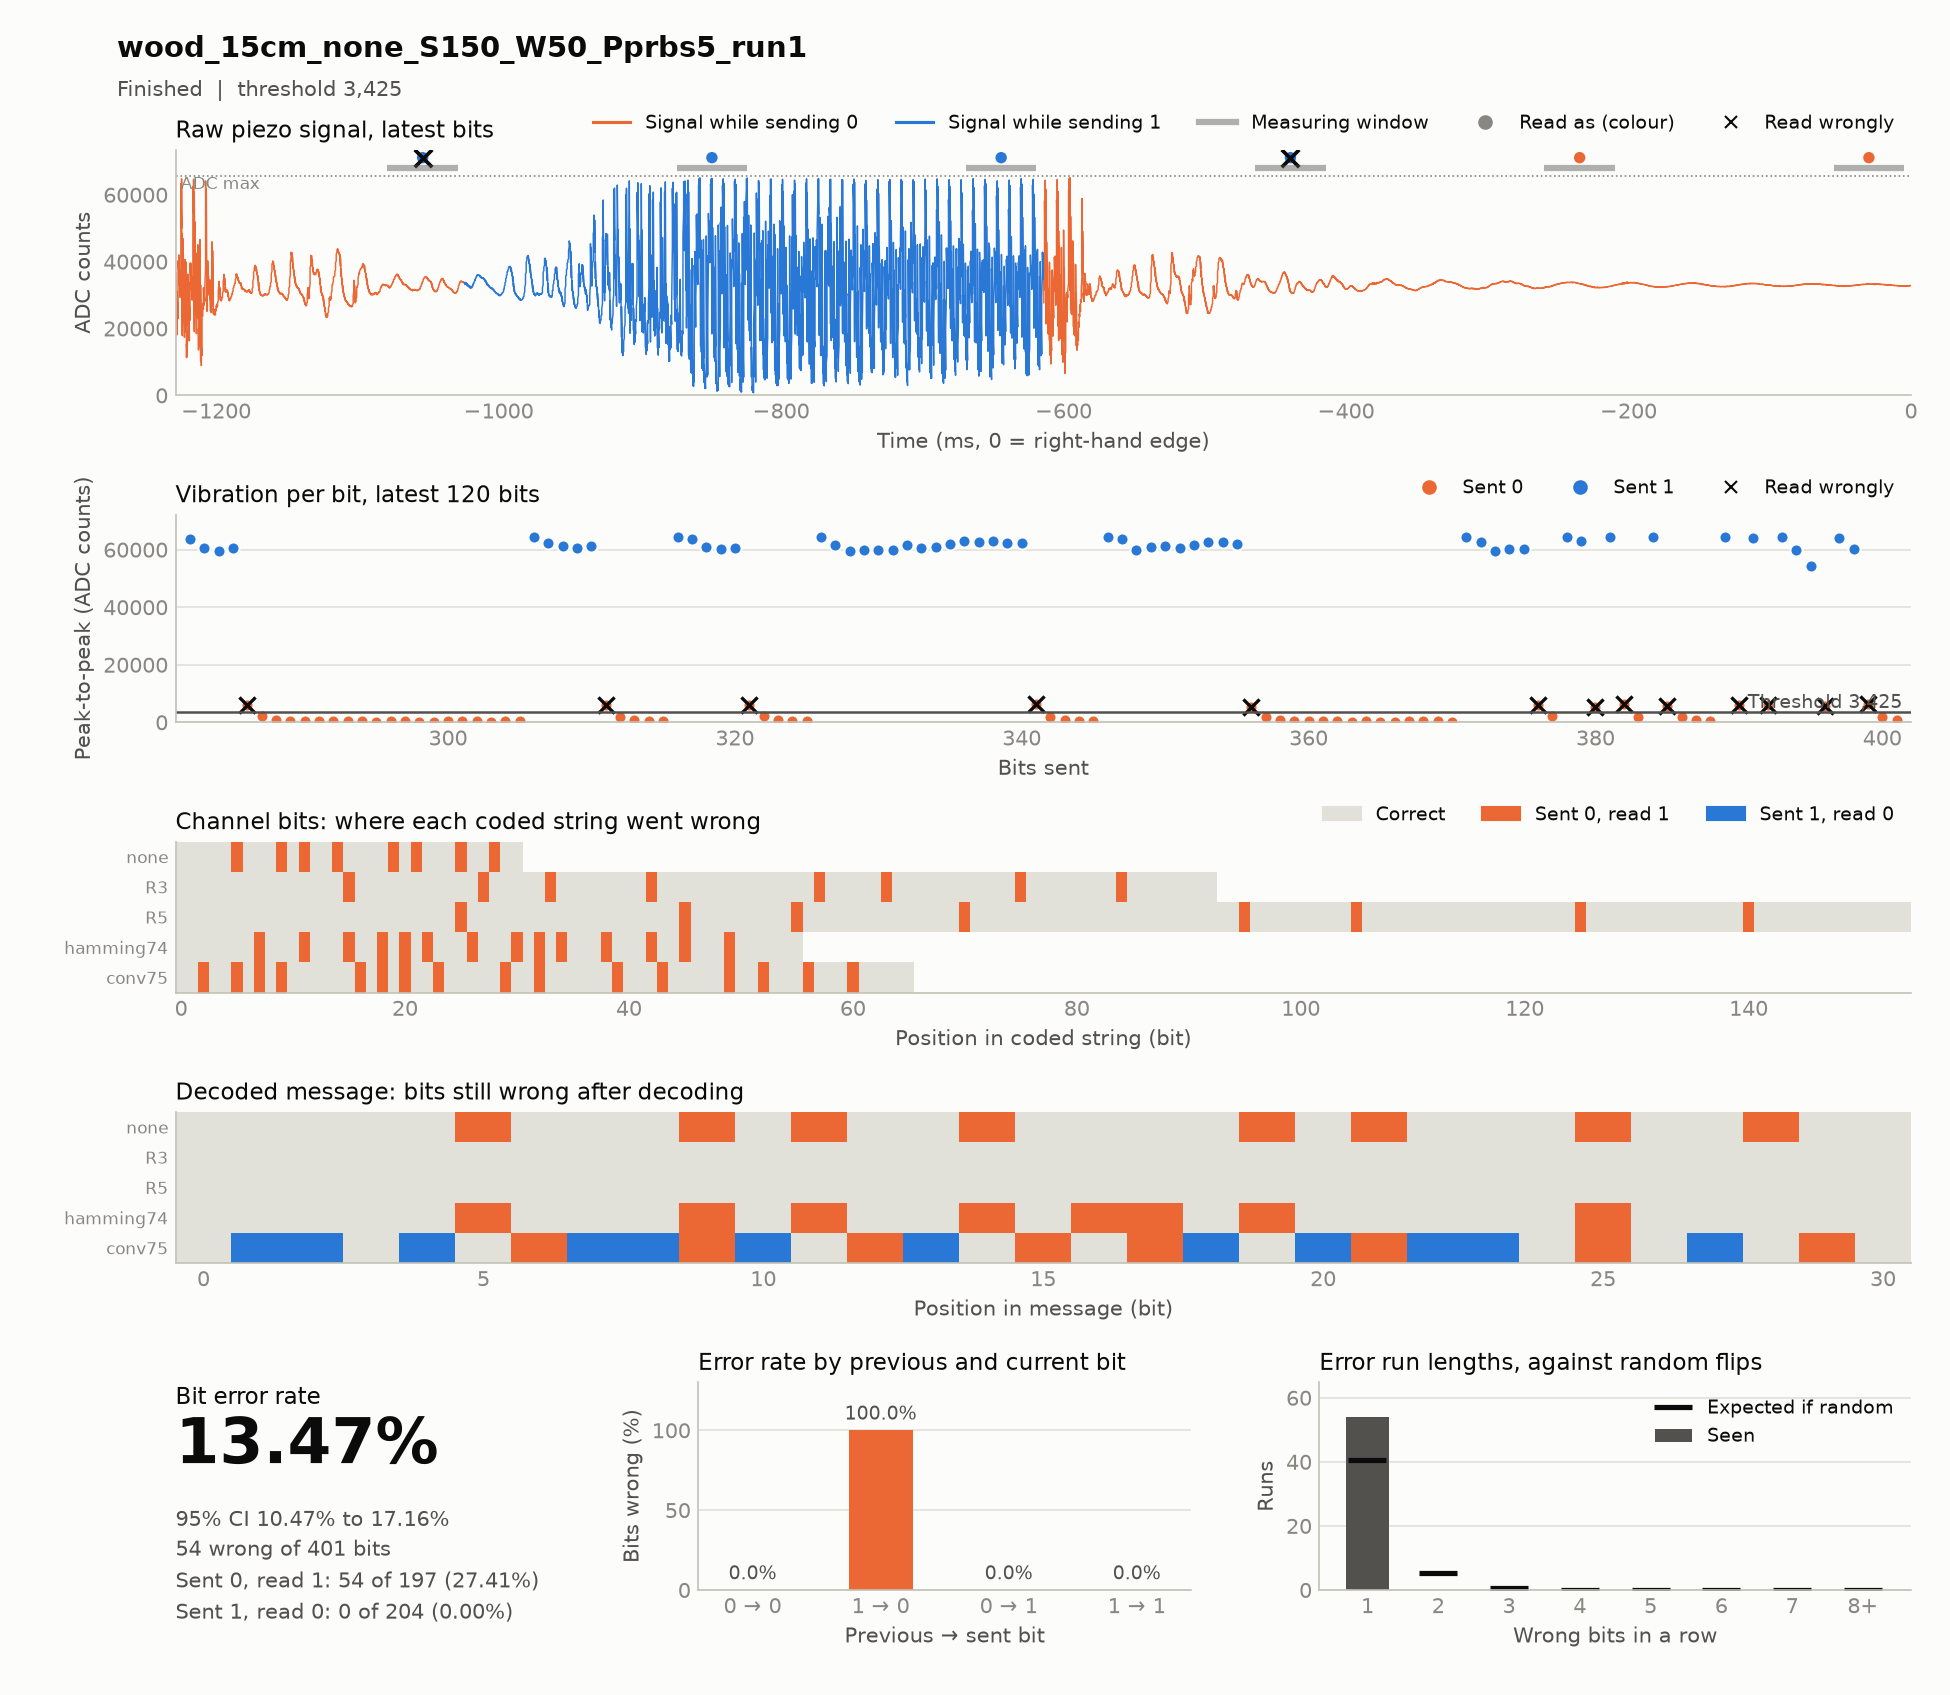 wood_15cm_none_S150_W50_Pprbs5_run1
Finished | threshold 3,425
Raw piezo signal, latest bits
Signal while sending 0
Signal while sending 1
Measuring window
Read as (colour)
Read wrongly
ADC max
60000
40000
20000
0
ADC counts
−1200 −1000 −800 −600 −400 −200 0
Time (ms, 0 = right-hand edge)
Vibration per bit, latest 120 bits
Sent 0
Sent 1
Read wrongly
60000
40000
20000
0
Peak-to-peak (ADC counts)
Threshold 3,425
300 320 340 360 380 400
Bits sent
Channel bits: where each coded string went wrong
Correct
Sent 0, read 1
Sent 1, read 0
none
R3
R5
hamming74
conv75
0 20 40 60 80 100 120 140
Position in coded string (bit)
Decoded message: bits still wrong after decoding
none
R3
R5
hamming74
conv75
0 5 10 15 20 25 30
Position in message (bit)
Bit error rate
13.47%
95% CI 10.47% to 17.16%
54 wrong of 401 bits
Sent 0, read 1: 54 of 197 (27.41%)
Sent 1, read 0: 0 of 204 (0.00%)
Error rate by previous and current bit
100
50
0
Bits wrong (%)
0.0% 100.0% 0.0% 0.0%
0 → 0 1 → 0 0 → 1 1 → 1
Previous → sent bit
Error run lengths, against random flips
Expected if random
Seen
60
40
20
0
Runs
1 2 3 4 5 6 7 8+
Wrong bits in a row